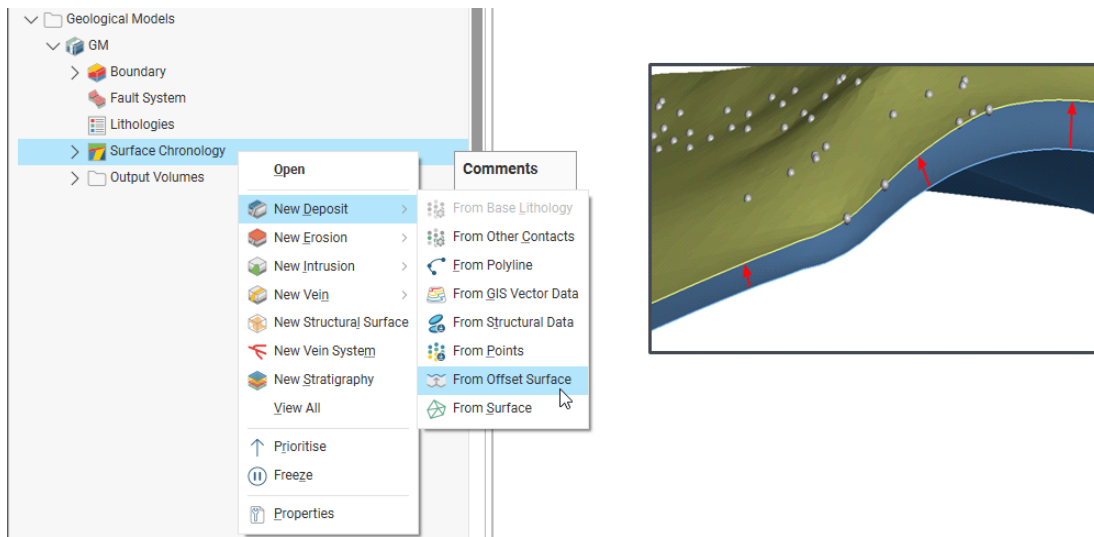 Geological Models
GM
Boundary
Fault System
Lithologies
Surface Chronology
Output Volumes
Open
New Deposit
New Erosion
New Intrusion
New Vein
New Structural Surface
New Vein System
New Stratigraphy
View All
Prioritise
Freeze
Properties
Comments
From Base Lithology
From Other Contacts
From Polyline
From GIS Vector Data
From Structural Data
From Points
From Offset Surface
From Surface